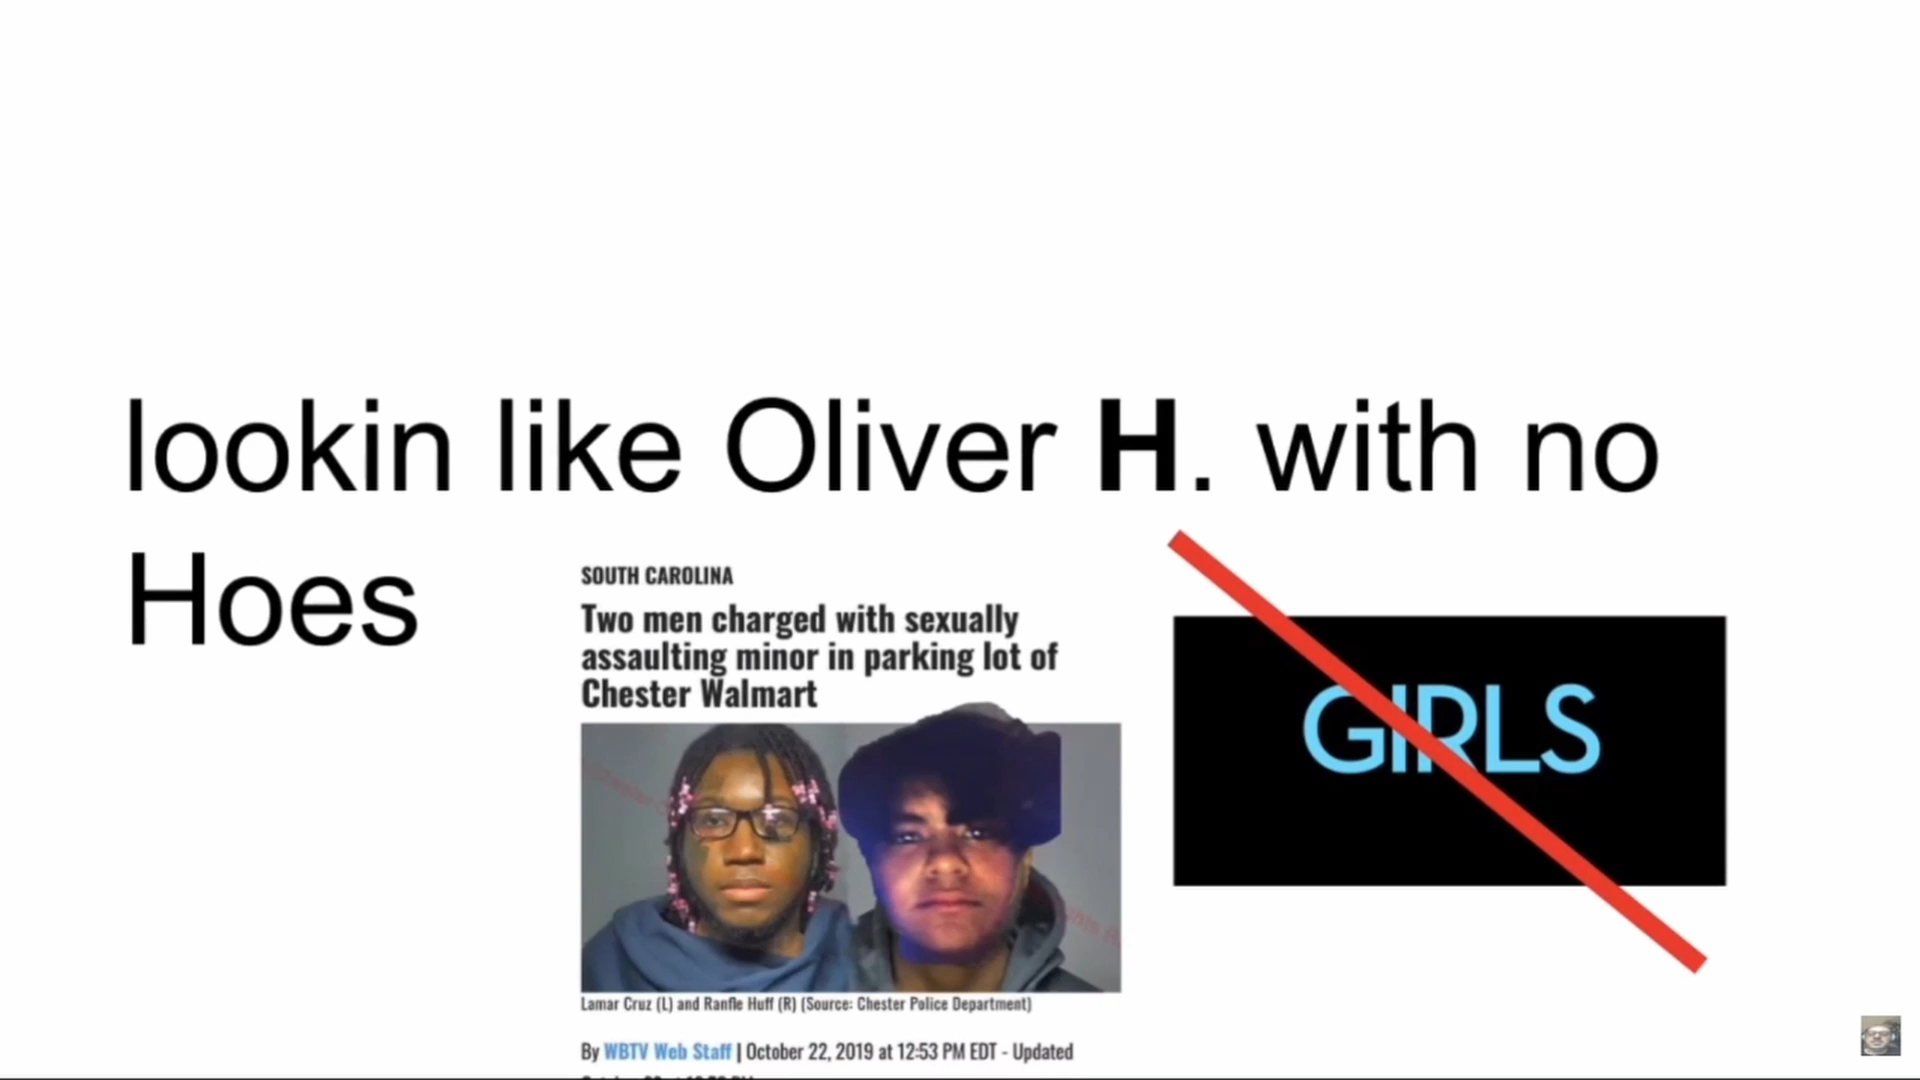 lookin like Oliver H. with no
Hoes
SOUTH CAROLINA
Two men charged with sexually
assaulting minor in parking lot of
Chester Walmart
Lamar Cruz (L) and Ranfle Huff (R) (Source: Chester Police Department)
By WBTV Web Staff | October 22, 2019 at 12:53 PM EDT - Updated
GIRLS